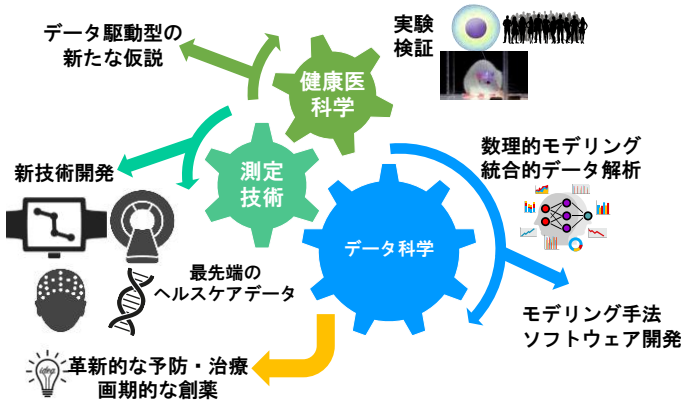 データ駆動型の
新たな仮説
実験
検証
健康医
科学
数理的モデリング
統合的データ解析
新技術開発
測定
技術
データ科学
最先端の
ヘルスケアデータ
モデリング手法
ソフトウェア開発
idea
革新的な予防・治療
画期的な創薬